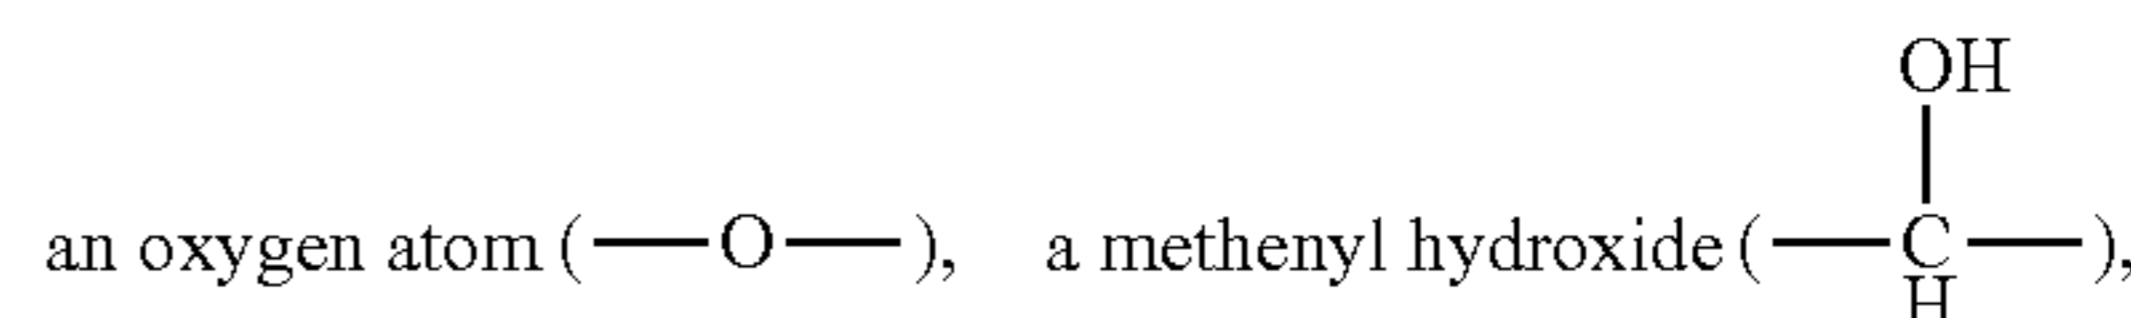 OH
an oxygen atom (—O—), a methenyl hydroxide (—C—),
H